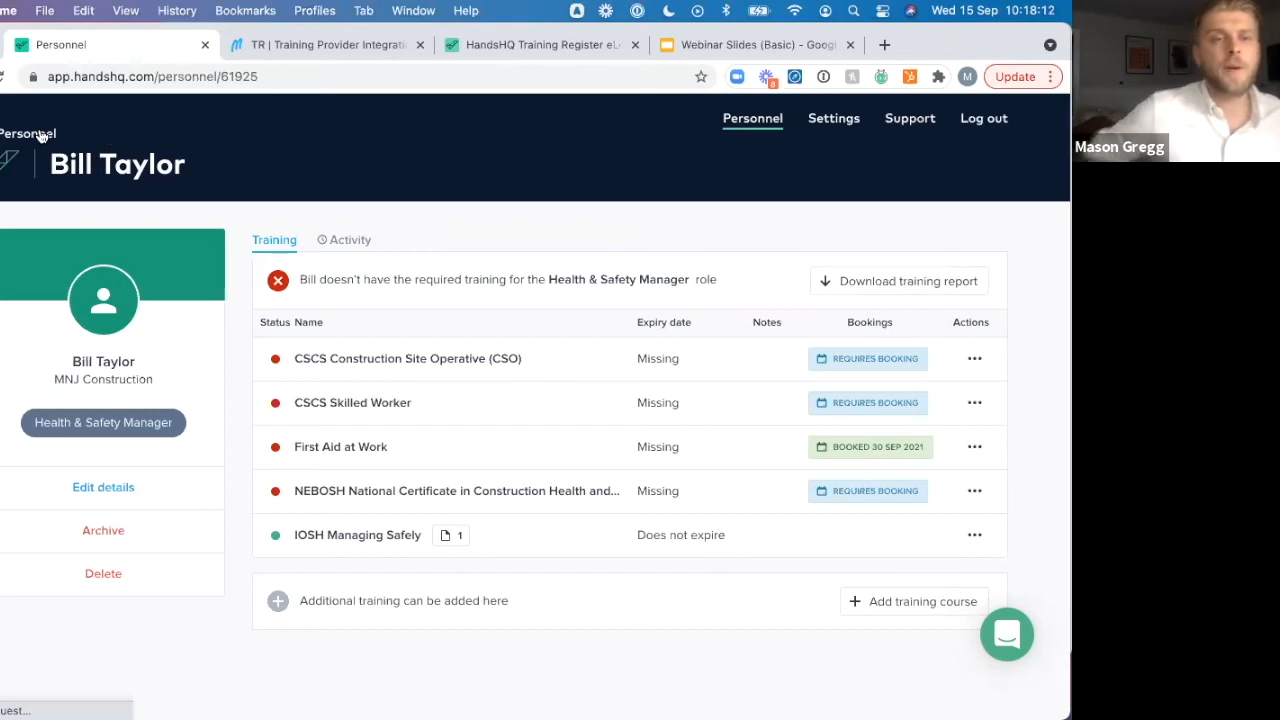 me File Edit View History Bookmarks Profiles Tab Window Help Wed 15 Sep 10:18:12
Personnel TR | Training Provider Integrati HandsHQ Training Register eL Webinar Slides (Basic) - Googl
app.handshq.com/personnel/61925 8 M Update
Personnel Settings Support Log out
Personnel
Bill Taylor
Mason Gregg
Training Activity
Bill doesn't have the required training for the Health & Safety Manager role Download training report
Status Name Expiry date Notes Bookings Actions
CSCS Construction Site Operative (CSO) Missing REQUIRES BOOKING
CSCS Skilled Worker Missing REQUIRES BOOKING
First Aid at Work Missing BOOKED 30 SEP 2021
NEBOSH National Certificate in Construction Health and... Missing REQUIRES BOOKING
IOSH Managing Safely 1 Does not expire
Additional training can be added here Add training course
Bill Taylor
MNJ Construction
Health & Safety Manager
Edit details
Archive
Delete
uest...